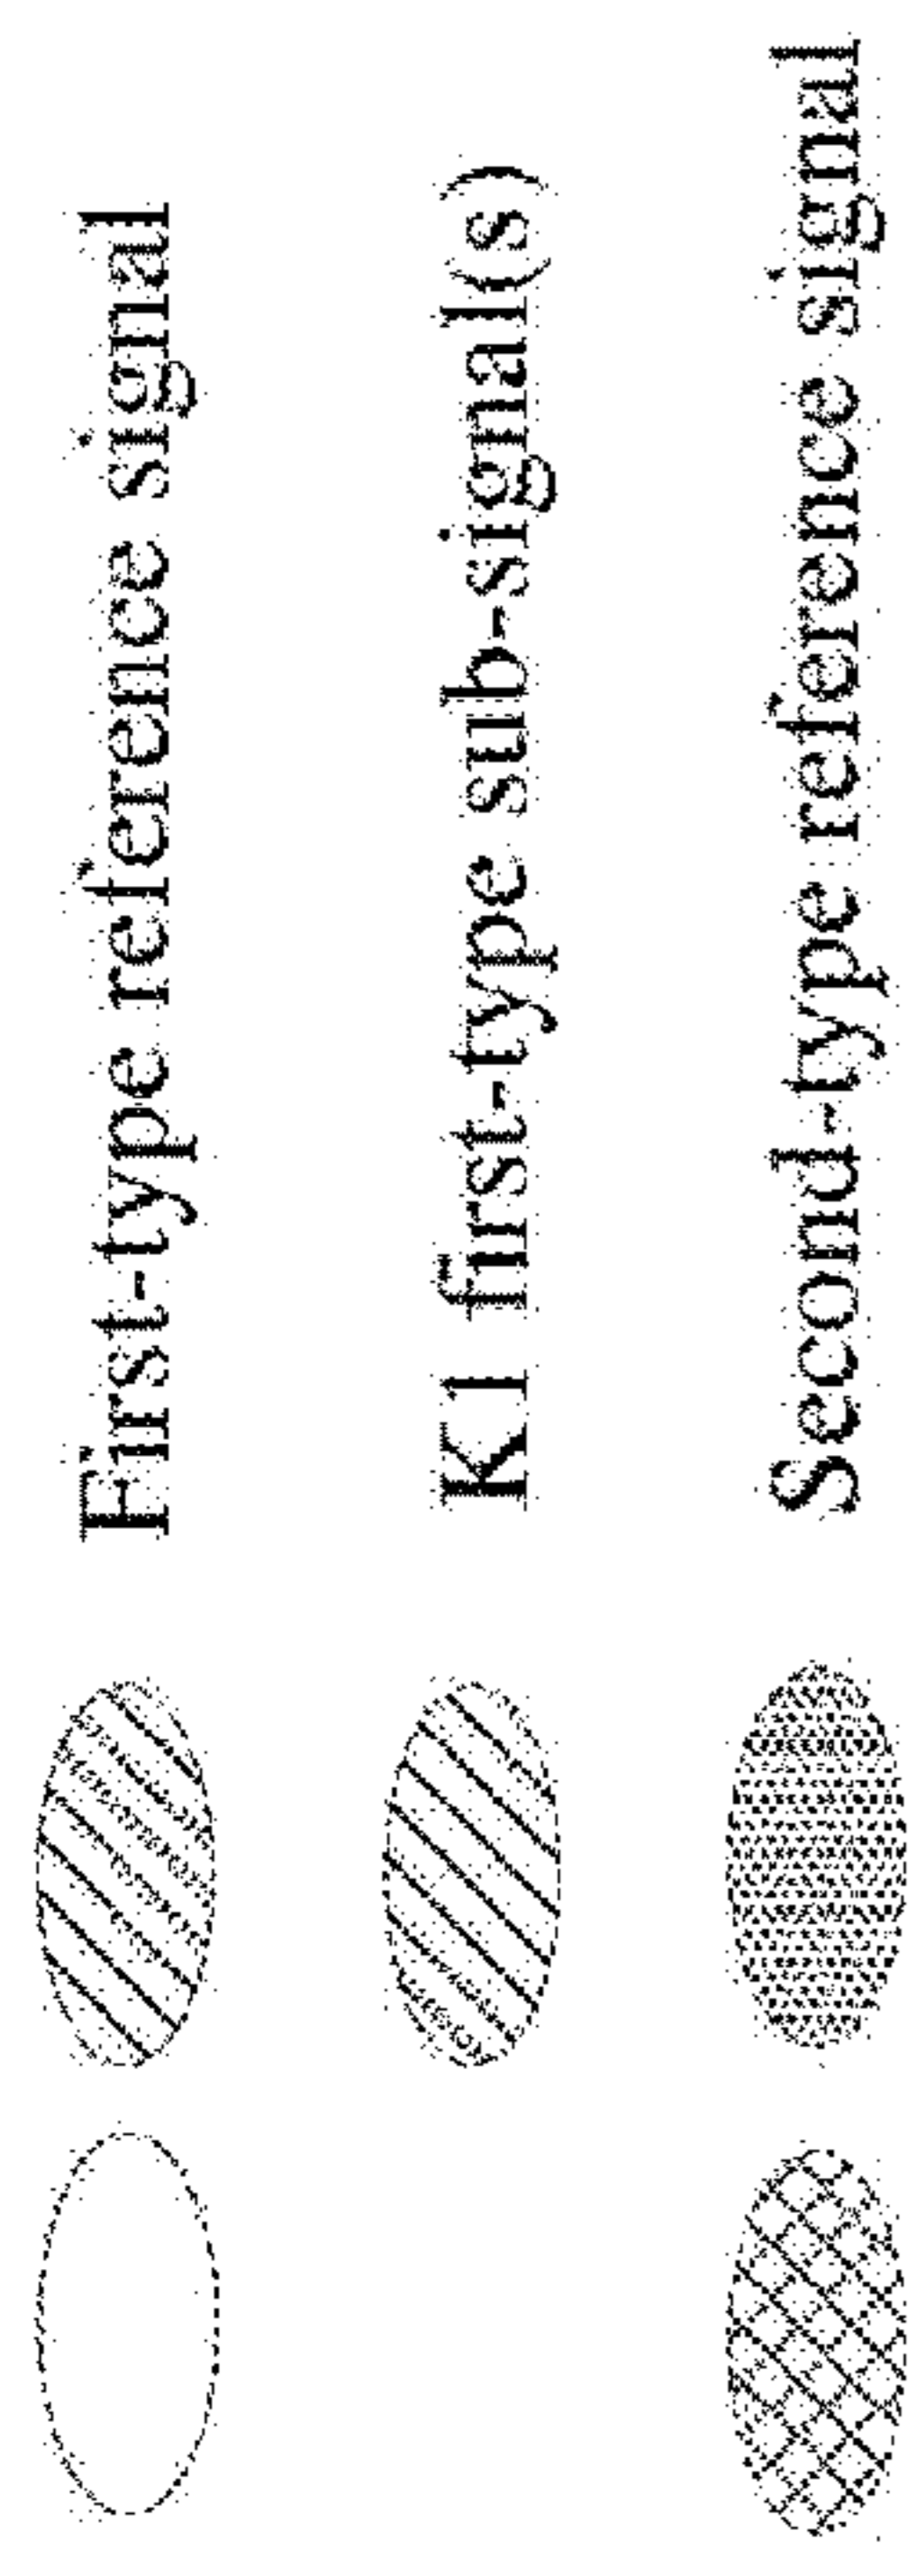 First-type reference signal
K1 first-type sub-signal(s)
Second-type reference signal